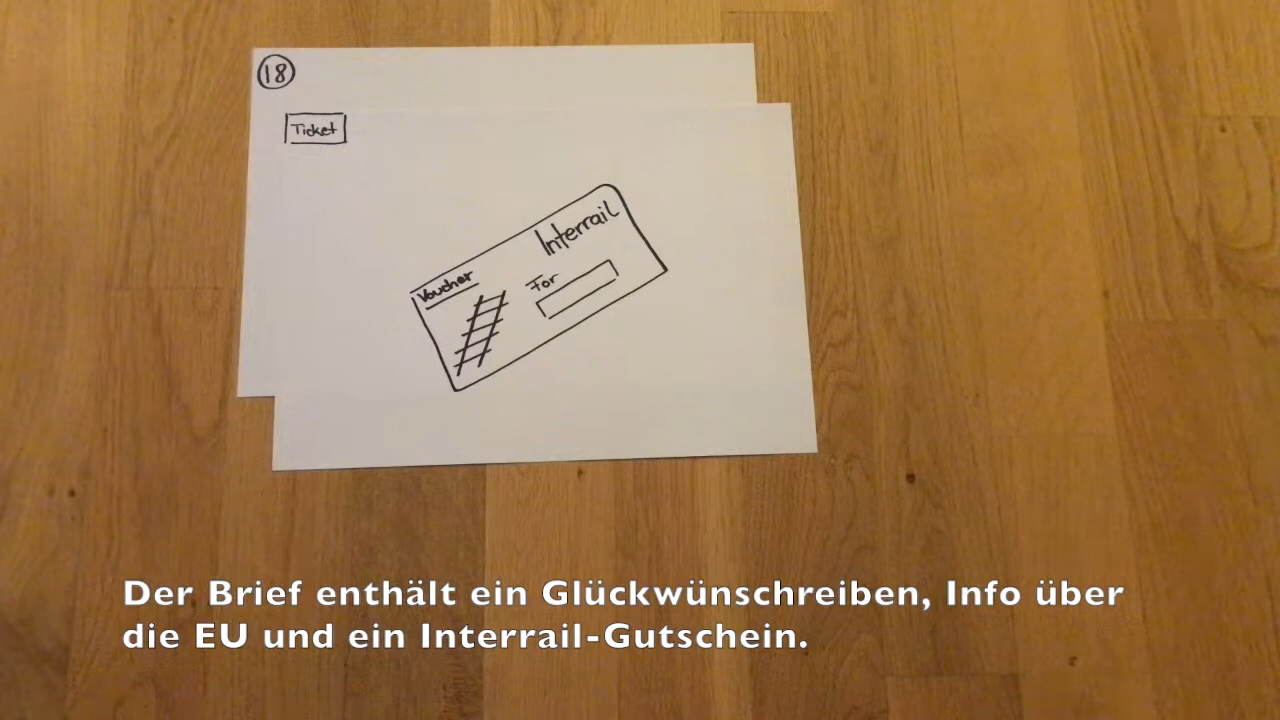 18
Ticket
Interrail
Voucher
For
Der Brief enthält ein Glückwünschreiben, Info über
die EU und ein Interrail-Gutschein.